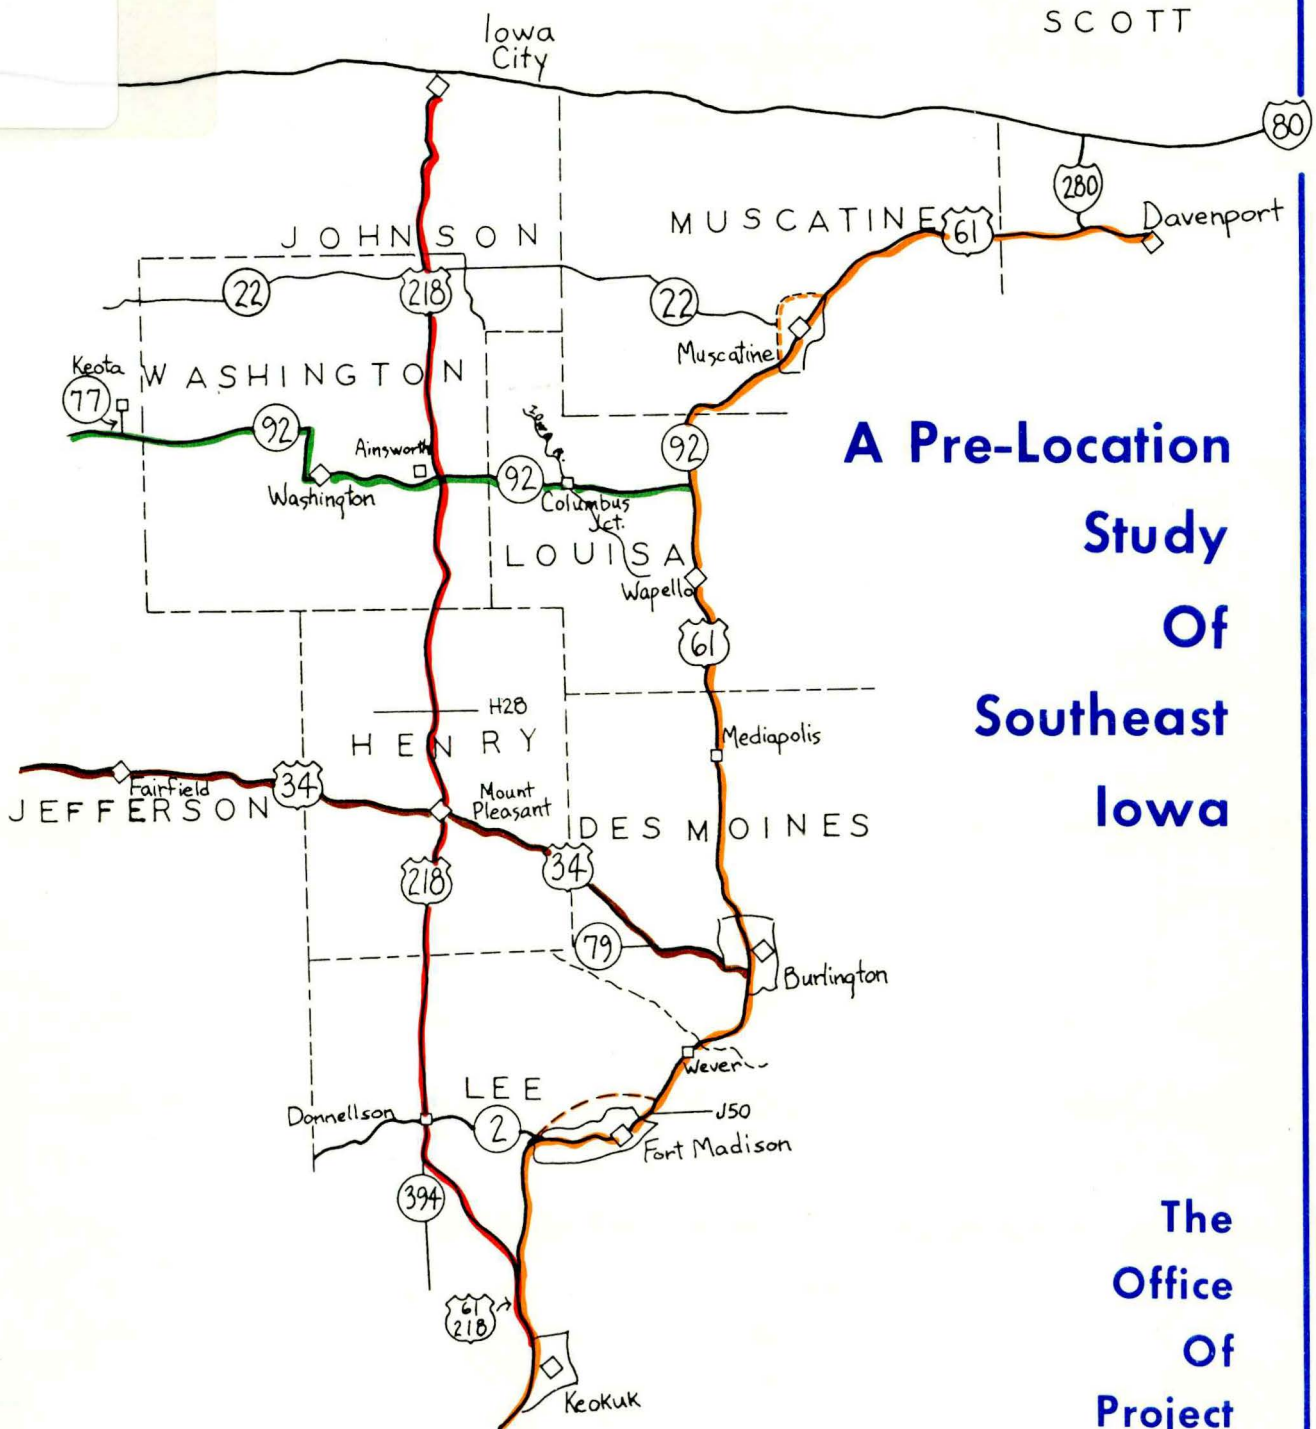 SCOTT
Iowa
City
80
280
JOHNSON
MUSCATINE
61
Davenport
22
218
22
Muscatine
Keota
77
WASHINGTON
92
Ainsworth
92
92
Washington
Columbus
Jct.
LOUISA
Wapello
61
A Pre-Location
Study
Of
Southeast
Iowa
H28
HENRY
Mediapolis
Fairfield
34
JEFFERSON
Mount
Pleasant
DES MOINES
218
34
79
Burlington
Wever
LEE
Donnellson
2
J50
Fort Madison
394
61
218
Keokuk
The
Office
Of
Project